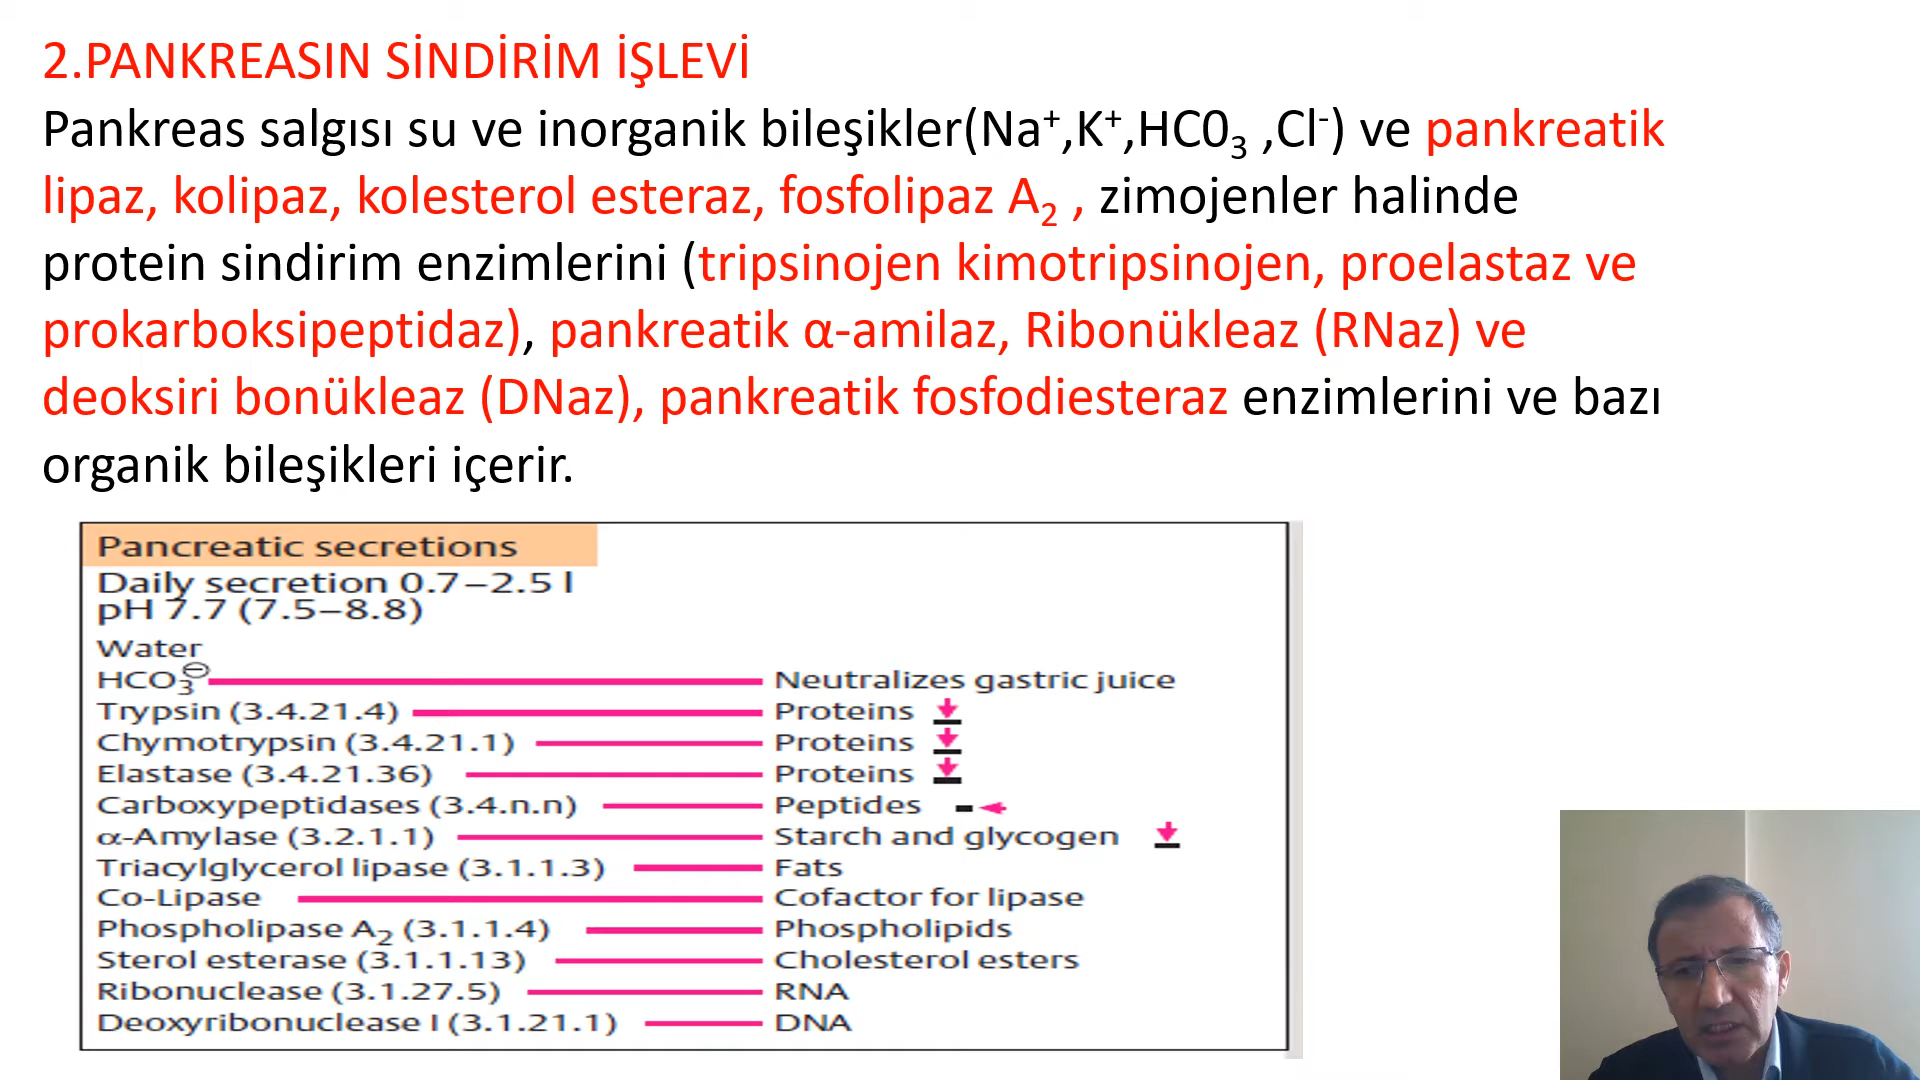 2.PANKREASIN SİNDİRİM İŞLEVİ
Pankreas salgısı su ve inorganik bileşikler(Na⁺,K⁺,HC0₃ ,Cl⁻) ve pankreatik
lipaz, kolipaz, kolesterol esteraz, fosfolipaz A₂ , zimojenler halinde
protein sindirim enzimlerini (tripsinojen kimotripsinojen, proelastaz ve
prokarboksipeptidaz), pankreatik α-amilaz, Ribonükleaz (RNaz) ve
deoksiri bonükleaz (DNaz), pankreatik fosfodiesteraz enzimlerini ve bazı
organik bileşikleri içerir.
Pancreatic secretions
Daily secretion 0.7–2.5 l
pH 7.7 (7.5–8.8)
Water
HCO₃⊖ Neutralizes gastric juice
Trypsin (3.4.21.4) Proteins
Chymotrypsin (3.4.21.1) Proteins
Elastase (3.4.21.36) Proteins
Carboxypeptidases (3.4.n.n) Peptides
α-Amylase (3.2.1.1) Starch and glycogen
Triacylglycerol lipase (3.1.1.3) Fats
Co-Lipase Cofactor for lipase
Phospholipase A₂ (3.1.1.4) Phospholipids
Sterol esterase (3.1.1.13) Cholesterol esters
Ribonuclease (3.1.27.5) RNA
Deoxyribonuclease I (3.1.21.1) DNA